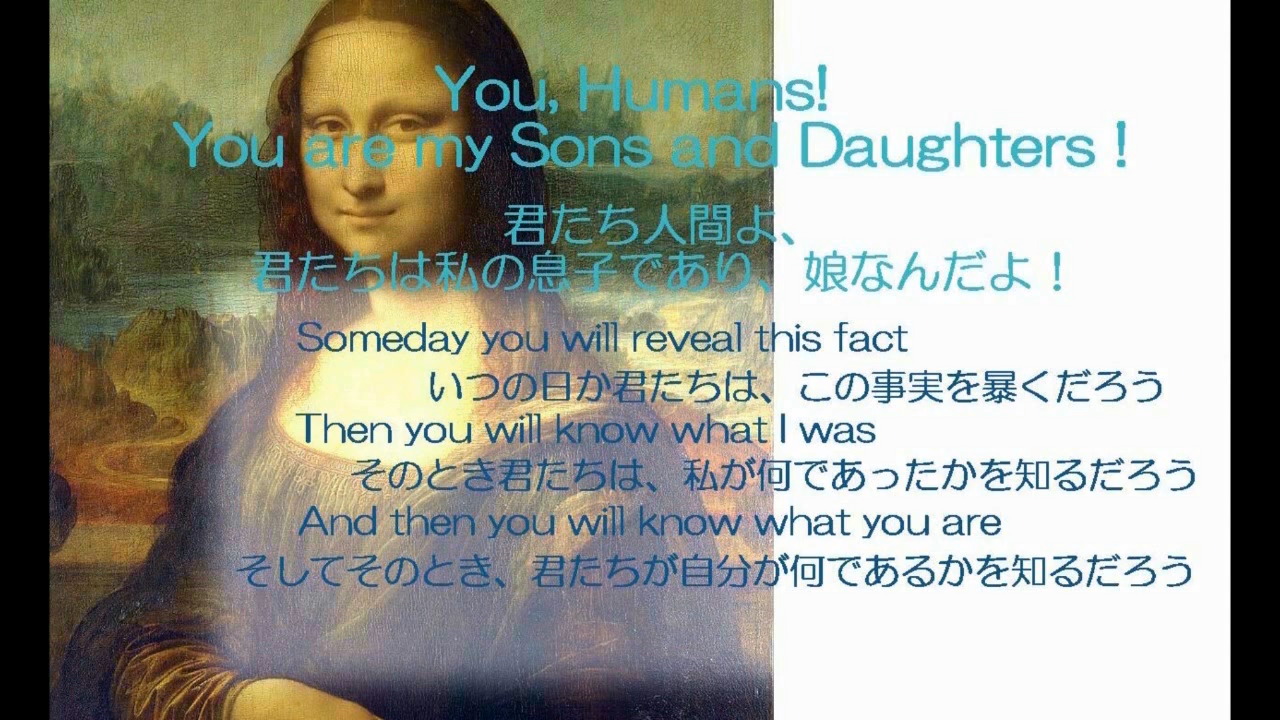 You, Humans!
You are my Sons and Daughters !
君たち人間よ、
君たちは私の息子であり、娘なんだよ！
Someday you will reveal this fact
いつの日か君たちは、この事実を暴くだろう
Then you will know what I was
そのとき君たちは、私が何であったかを知るだろう
And then you will know what you are
そしてそのとき、君たちが自分が何であるかを知るだろう